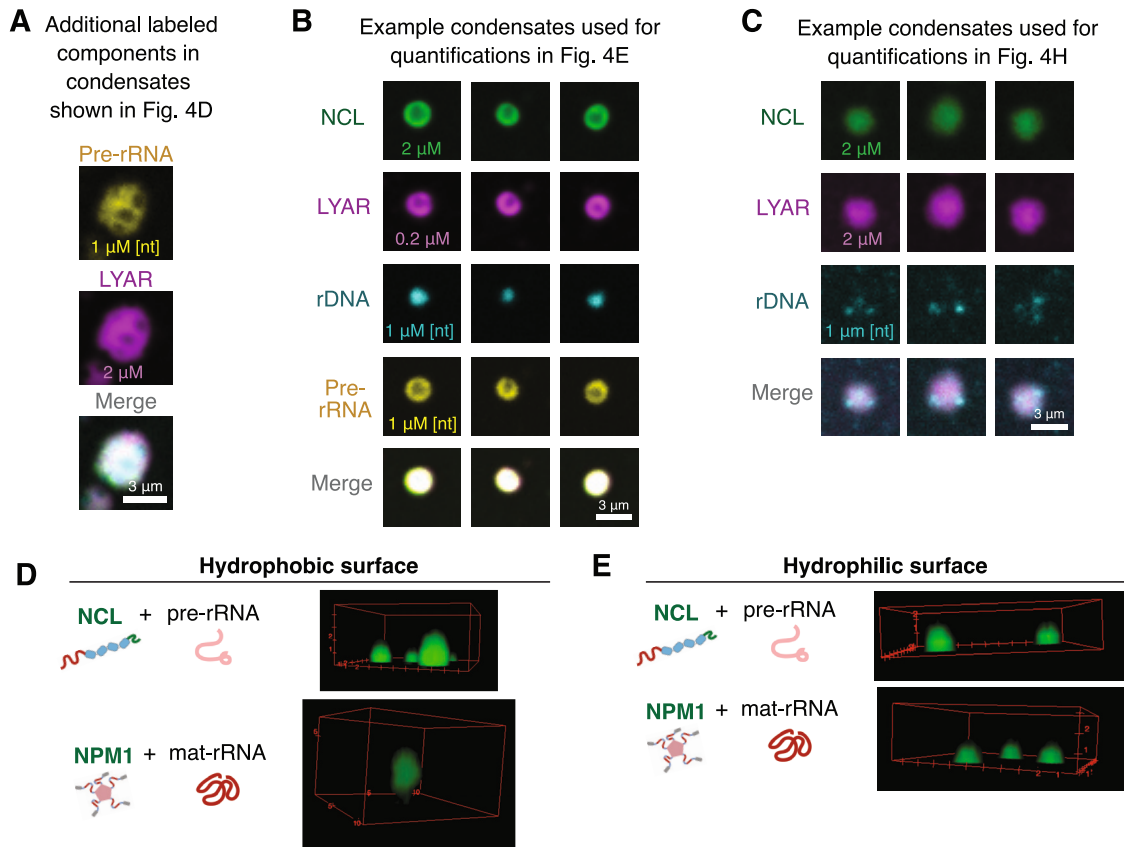 A
Additional labeled
components in
condensates
shown in Fig. 4D
Pre-rRNA
1 µM [nt]
LYAR
2 µM
Merge
3 µm
B
Example condensates used for
quantifications in Fig. 4E
NCL
2 µM
LYAR
0.2 µM
rDNA
1 µM [nt]
Pre-
rRNA
1 µM [nt]
Merge
3 µm
C
Example condensates used for
quantifications in Fig. 4H
NCL
2 µM
LYAR
2 µM
rDNA
1 µm [nt]
Merge
3 µm
D
Hydrophobic surface
NCL + pre-rRNA
NPM1 + mat-rRNA
E
Hydrophilic surface
NCL + pre-rRNA
NPM1 + mat-rRNA